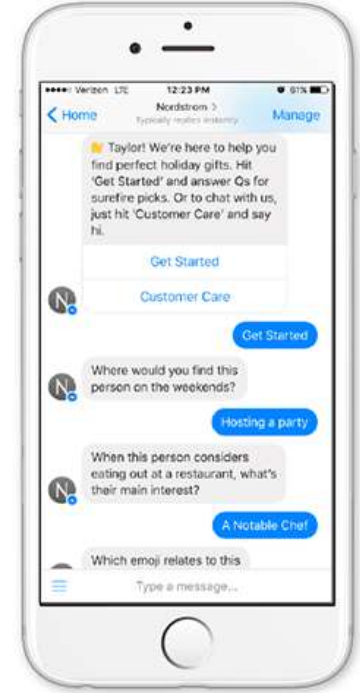 Verizon LTE 12:23 PM 61%
Home Nordstrom Manage
Typically replies instantly
👋 Taylor! We're here to help you
find perfect holiday gifts. Hit
'Get Started' and answer Qs for
surefire picks. Or to chat with us,
just hit 'Customer Care' and say
hi.
Get Started
Customer Care
N
Get Started
Where would you find this
person on the weekends?
N
Hosting a party
When this person considers
eating out at a restaurant, what's
their main interest?
N
A Notable Chef
Which emoji relates to this
Type a message...